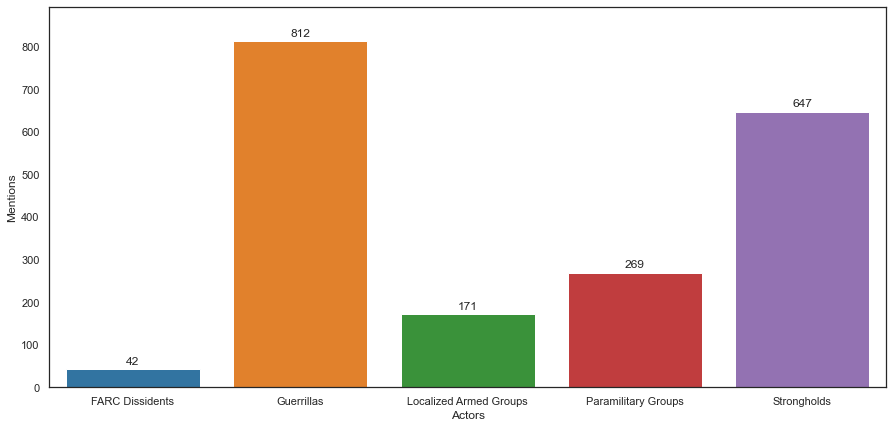 Mentions
800
700
600
500
400
300
200
100
0
42
812
171
269
647
FARC Dissidents
Guerrillas
Localized Armed Groups
Paramilitary Groups
Strongholds
Actors